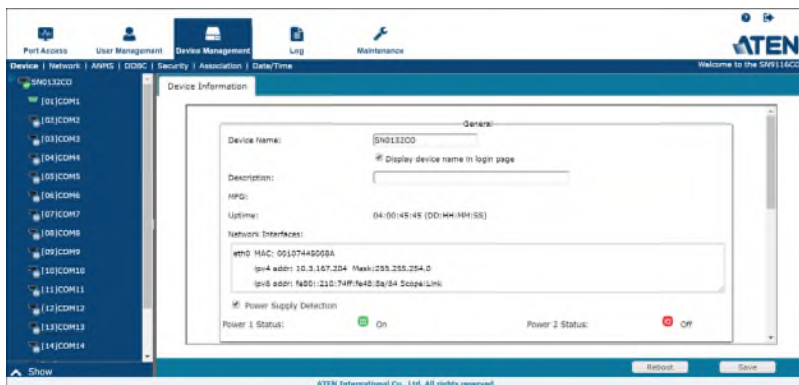 Port Access
User Management
Device Management
Log
Maintenance
ATEN
Device | Network | ANMS | OOBC | Security | Association | Date/Time
Welcome to the SN9116CO
SN0132CO
[01]COM1
[02]COM2
[03]COM3
[04]COM4
[05]COM5
[06]COM6
[07]COM7
[08]COM8
[09]COM9
[10]COM10
[11]COM11
[12]COM12
[13]COM13
[14]COM14
Show
Device Information
General
Device Name: SN0132CO
Display device name in login page
Description:
MFG:
Uptime: 04:00:45:45 (DD:HH:MM:SS)
Network Interfaces:
eth0 MAC: 00107448008A
ipv4 addr: 10.3.167.204 Mask:255.255.254.0
ipv6 addr: fe80::210:74ff:fe48:8a/64 Scope:Link
Power Supply Detection
Power 1 Status: On Power 2 Status: Off
Reboot Save
ATEN International Co., Ltd. All rights reserved.